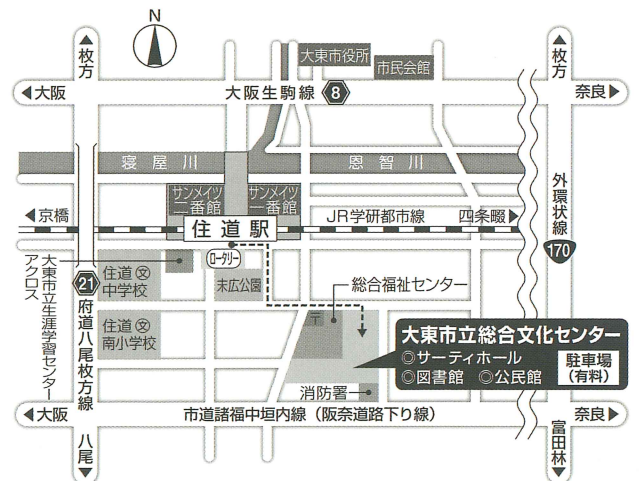 N
枚方
枚方
大東市役所
市民会館
大阪
大阪生駒線
8
奈良
寝屋川
恩智川
外環状線
170
サンメイツ
二番館
サンメイツ
一番館
京橋
JR学研都市線
四条畷
住道駅
ロータリー
大東市立生涯学習センター
アクロス
21
府道八尾枚方線
住道 文
中学校
末広公園
総合福祉センター
住道 文
南小学校
〒
大東市立総合文化センター
◎サーティホール
◎図書館 ◎公民館
駐車場
(有料)
消防署
大阪
市道諸福中垣内線(阪奈道路下り線)
奈良
八尾
富田林